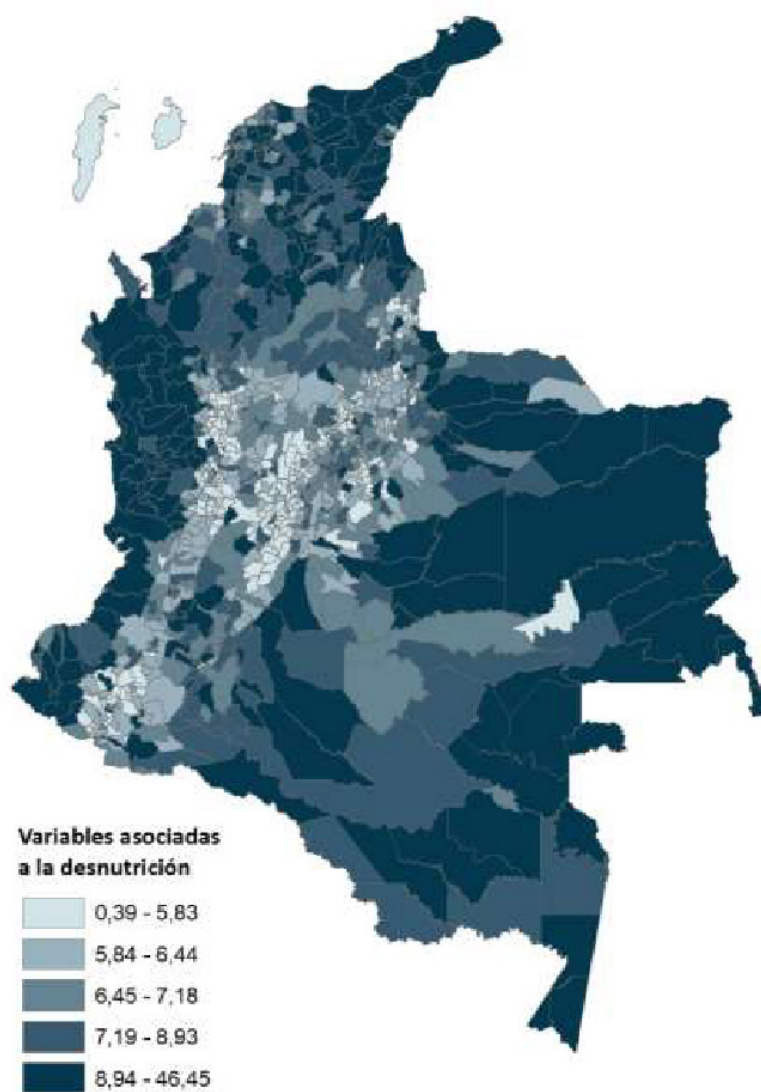 Variables asociadas
a la desnutrición
0,39 - 5,83
5,84 - 6,44
6,45 - 7,18
7,19 - 8,93
8,94 - 46,45